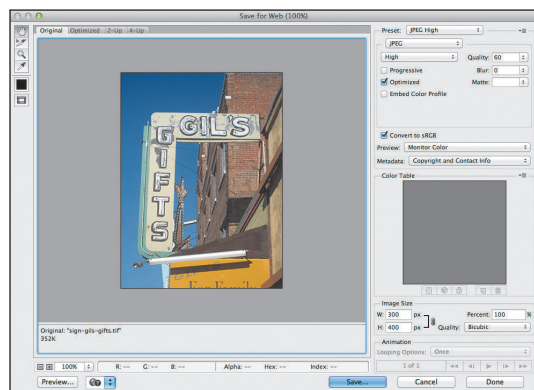 Save for Web (100%)
Original Optimized 2-Up 4-Up
GIL'S
GIFTS
Original: "sign-gils-gifts.tif"
352K
Preset: JPEG High
JPEG
High Quality: 60
Progressive Blur: 0
Optimized Matte:
Embed Color Profile
Convert to sRGB
Preview: Monitor Color
Metadata: Copyright and Contact Info
Color Table
Image Size
W: 300 px Percent: 100 %
H: 400 px Quality: Bicubic
Animation
Looping Options: Once
1 of 1
100% R: -- G: -- B: -- Alpha: -- Hex: -- Index: --
Preview... Save... Cancel Done